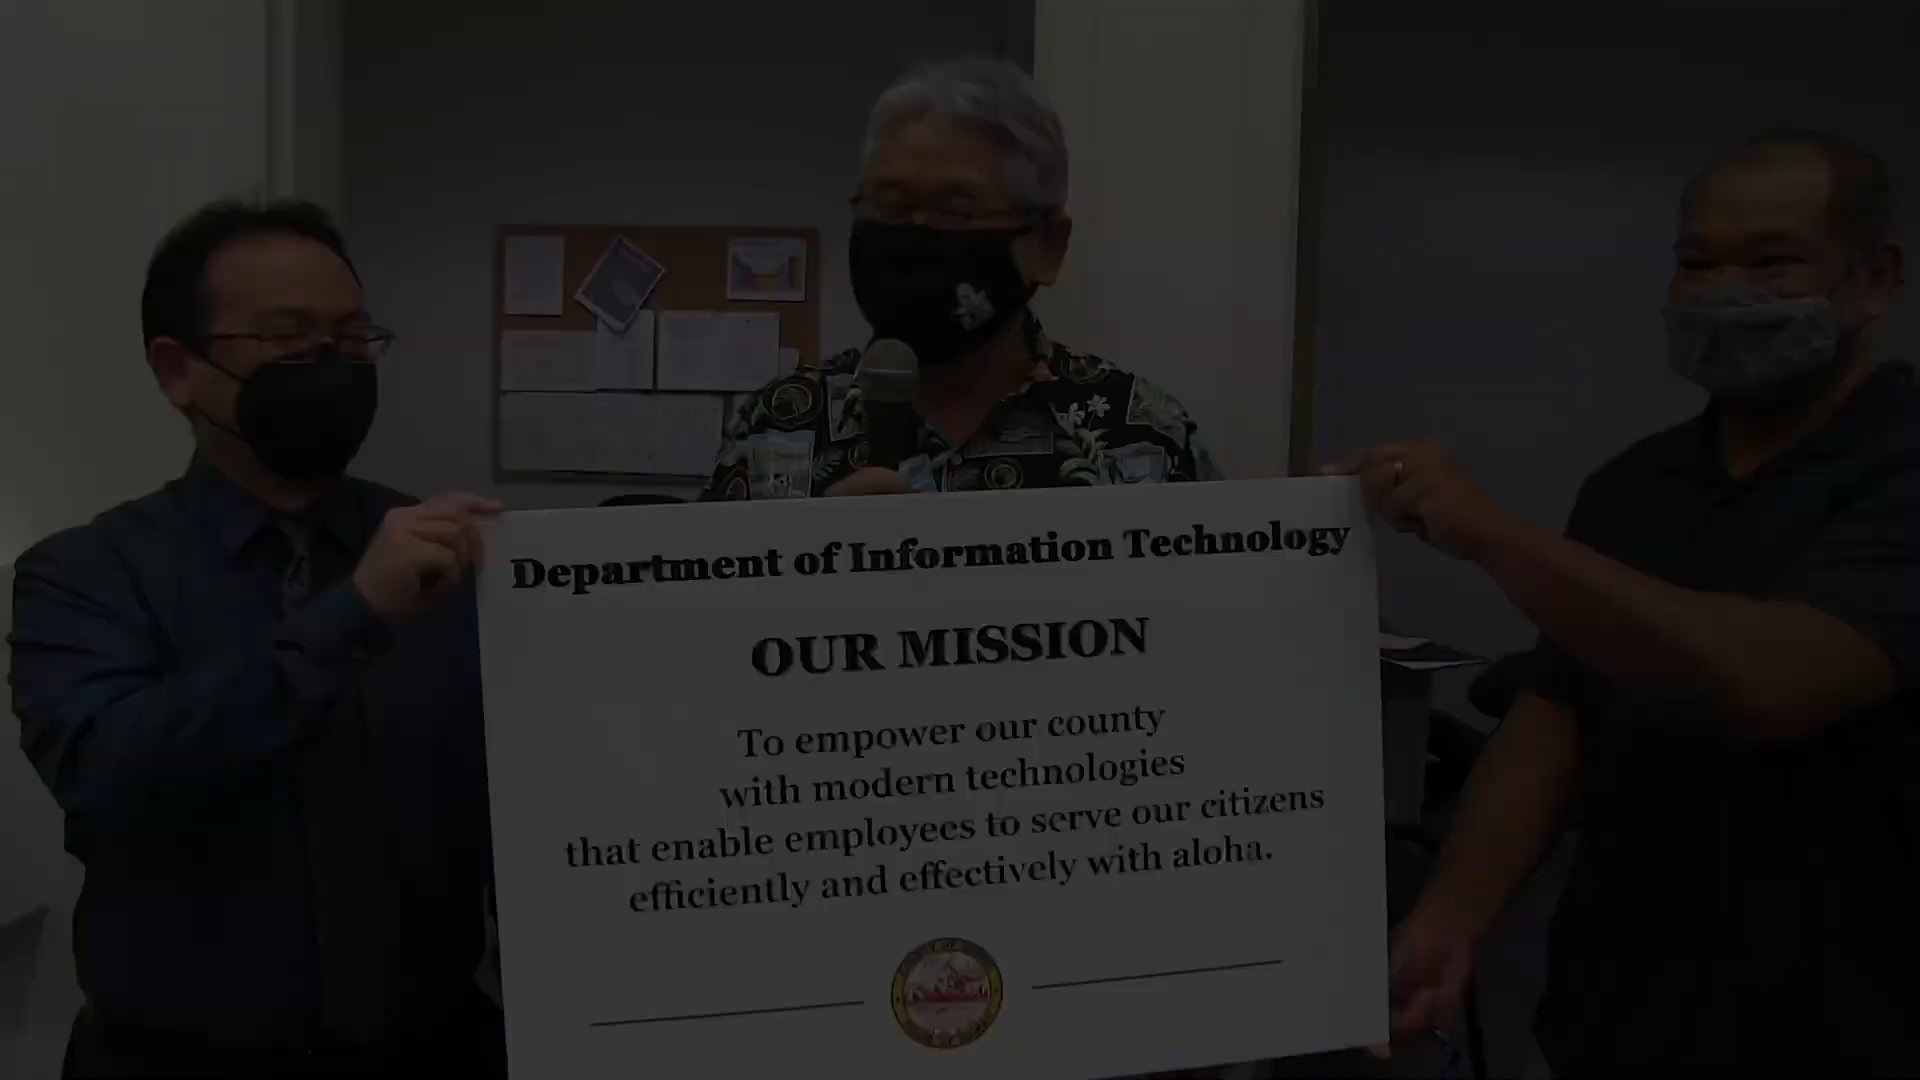 Department of Information Technology
OUR MISSION
To empower our county
with modern technologies
that enable employees to serve our citizens
efficiently and effectively with aloha.